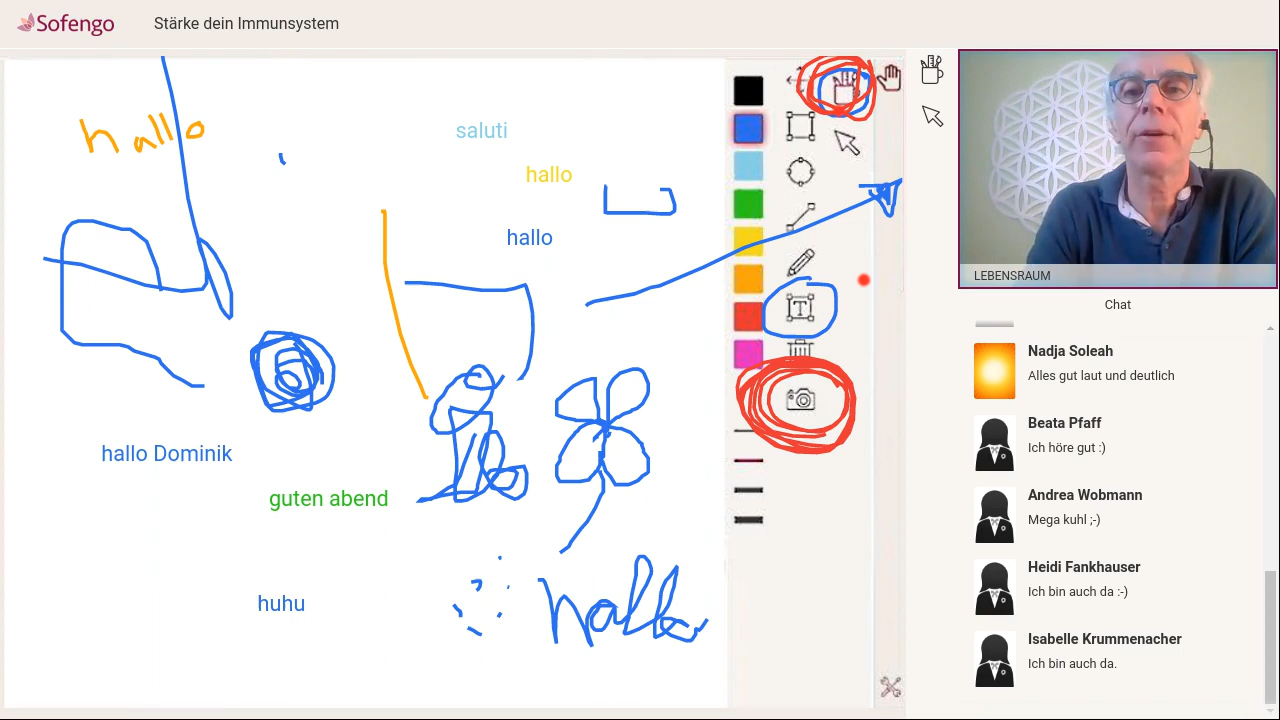 Sofengo
Stärke dein Immunsystem
hallo
saluti
hallo
hallo
hallo Dominik
guten abend
huhu
hallo
T
LEBENSRAUM
Chat
Nadja Soleah
Alles gut laut und deutlich
Beata Pfaff
Ich höre gut :)
Andrea Wobmann
Mega kuhl ;-)
Heidi Fankhauser
Ich bin auch da :-)
Isabelle Krummenacher
Ich bin auch da.